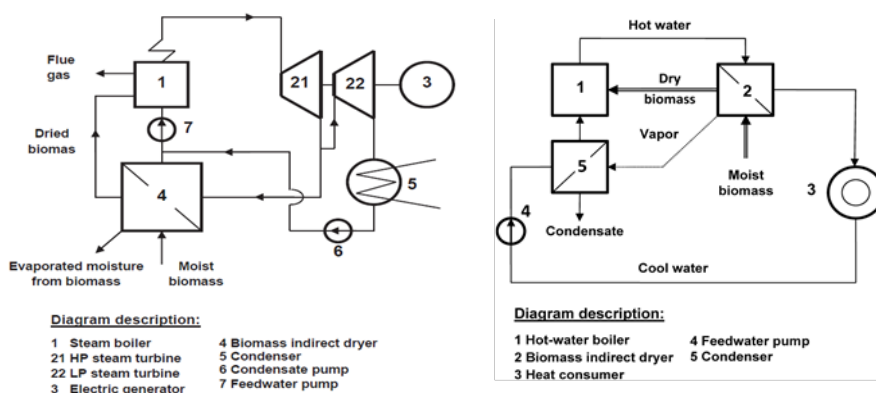 Flue
gas
1
21
22
3
7
Dried
biomas
4
5
6
Evaporated moisture
from biomass
Moist
biomass
Diagram description:
1 Steam boiler
21 HP steam turbine
22 LP steam turbine
3 Electric generator
4 Biomass indirect dryer
5 Condenser
6 Condensate pump
7 Feedwater pump
Hot water
1
Dry
biomass
2
Vapor
5
Moist
biomass
3
4
Condensate
Cool water
Diagram description:
1 Hot-water boiler
2 Biomass indirect dryer
3 Heat consumer
4 Feedwater pump
5 Condenser